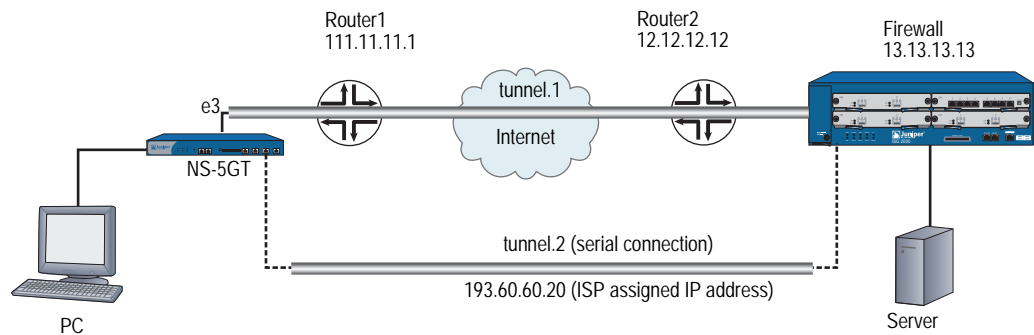 Router1
111.11.11.1
Router2
12.12.12.12
Firewall
13.13.13.13
e3
tunnel.1
Internet
NS-5GT
Juniper
tunnel.2 (serial connection)
193.60.60.20 (ISP assigned IP address)
PC
Server